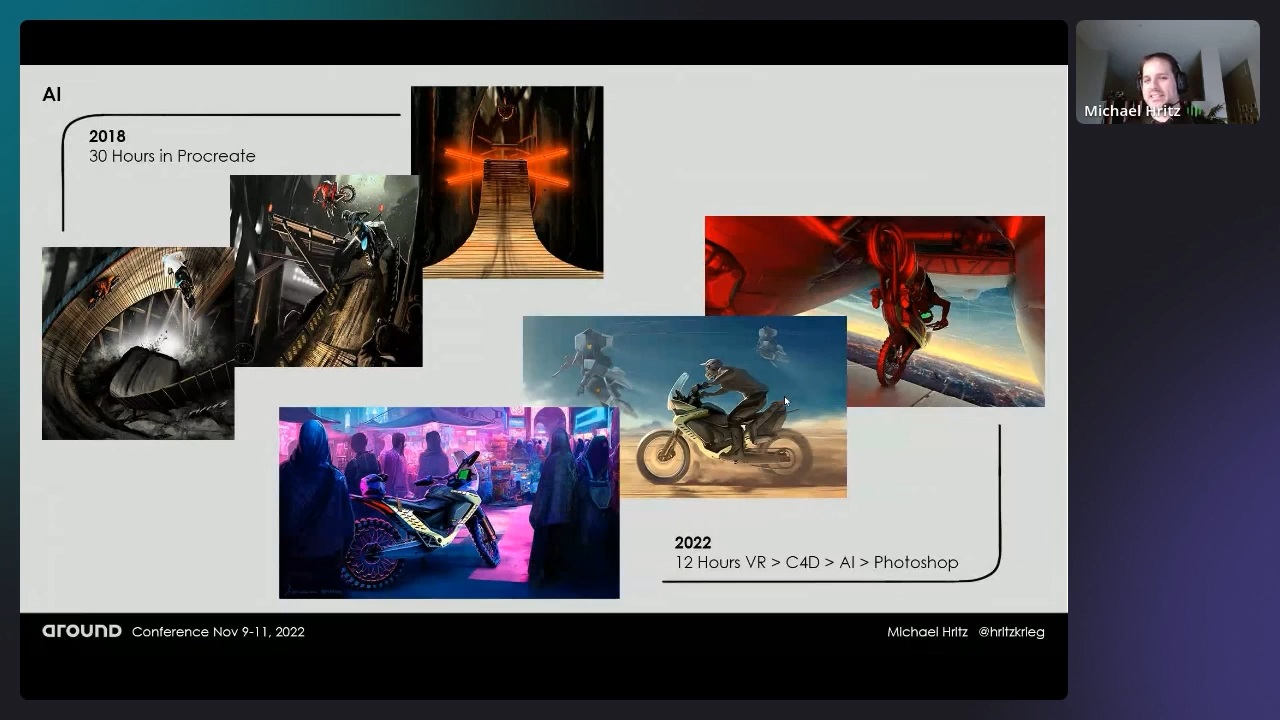 AI
2018
30 Hours in Procreate
2022
12 Hours VR > C4D > AI > Photoshop
around Conference Nov 9-11, 2022
Michael Hritz @hritzkrieg
Michael Hritz